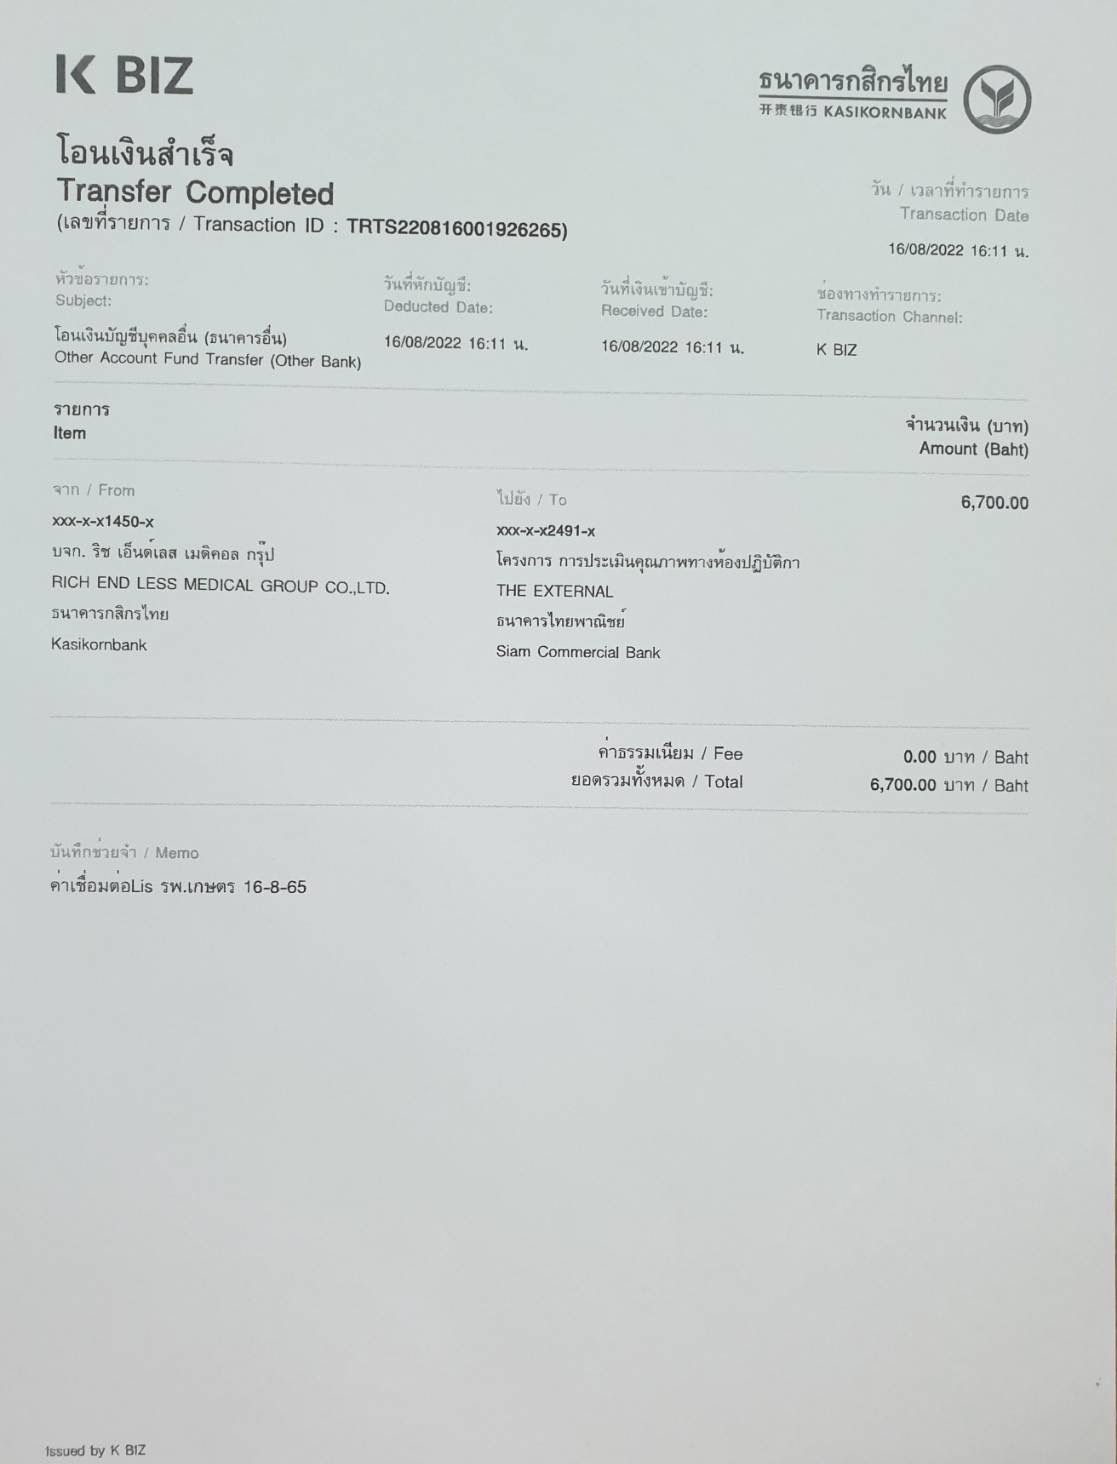 K BIZ
ธนาคารกสิกรไทย
开泰银行 KASIKORNBANK
โอนเงินสำเร็จ
Transfer Completed
(เลขที่รายการ / Transaction ID : TRTS220816001926265)
วัน / เวลาที่ทำรายการ
Transaction Date
16/08/2022 16:11 น.
หัวข้อรายการ:
Subject:
โอนเงินบัญชีบุคคลอื่น (ธนาคารอื่น)
Other Account Fund Transfer (Other Bank)
วันที่หักบัญชี:
Deducted Date:
16/08/2022 16:11 น.
วันที่เงินเข้าบัญชี:
Received Date:
16/08/2022 16:11 น.
ช่องทางทำรายการ:
Transaction Channel:
K BIZ
รายการ
Item
จำนวนเงิน (บาท)
Amount (Baht)
จาก / From
xxx-x-x1450-x
บจก. ริช เอ็นด์เลส เมดิคอล กรุ๊ป
RICH END LESS MEDICAL GROUP CO.,LTD.
ธนาคารกสิกรไทย
Kasikornbank
ไปยัง / To
xxx-x-x2491-x
โครงการ การประเมินคุณภาพทางห้องปฏิบัติกา
THE EXTERNAL
ธนาคารไทยพาณิชย์
Siam Commercial Bank
6,700.00
ค่าธรรมเนียม / Fee 0.00 บาท / Baht
ยอดรวมทั้งหมด / Total 6,700.00 บาท / Baht
บันทึกช่วยจำ / Memo
ค่าเชื่อมต่อLis รพ.เกษตร 16-8-65
Issued by K BIZ